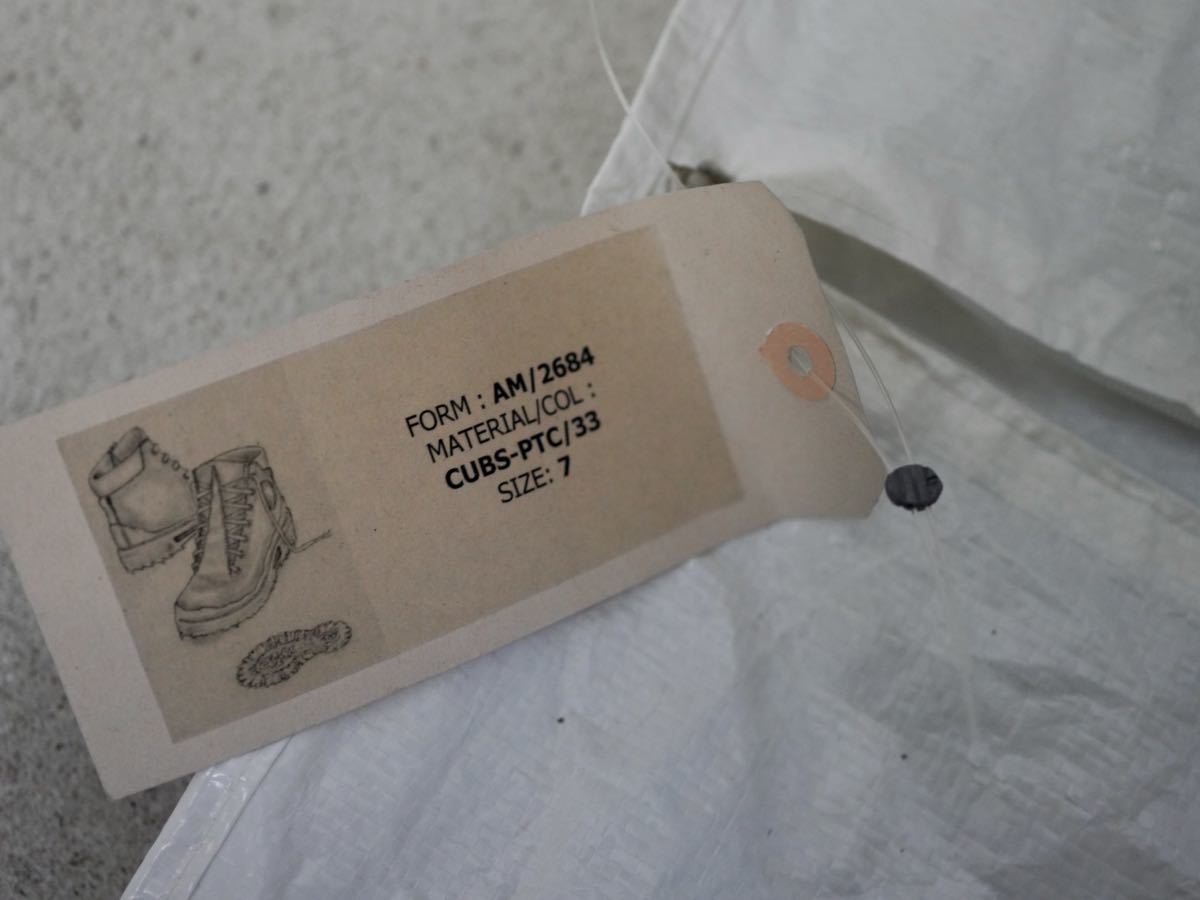 FORM : AM/2684
MATERIAL/COL :
CUBS-PTC/33
SIZE: 7